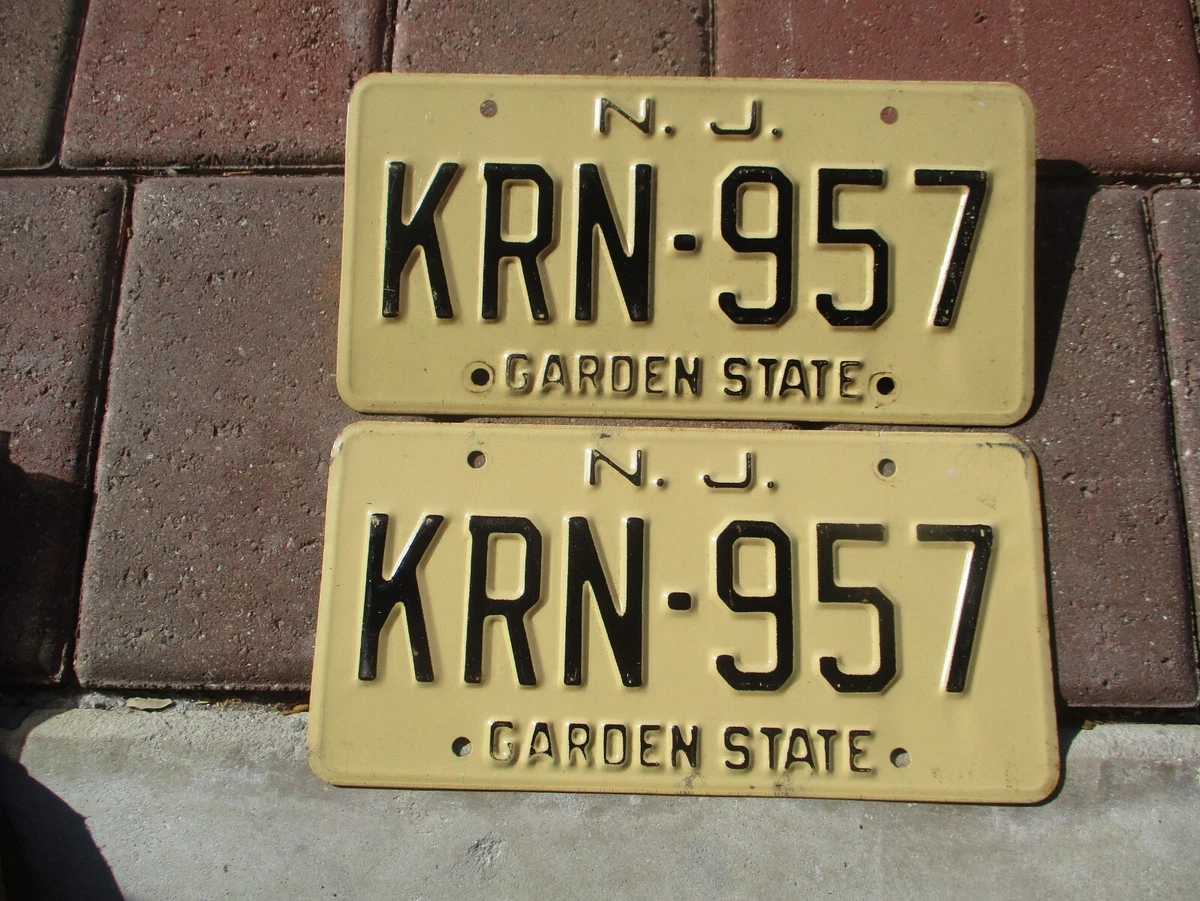 N. J.
KRN-957
GARDEN STATE
N. J.
KRN-957
GARDEN STATE